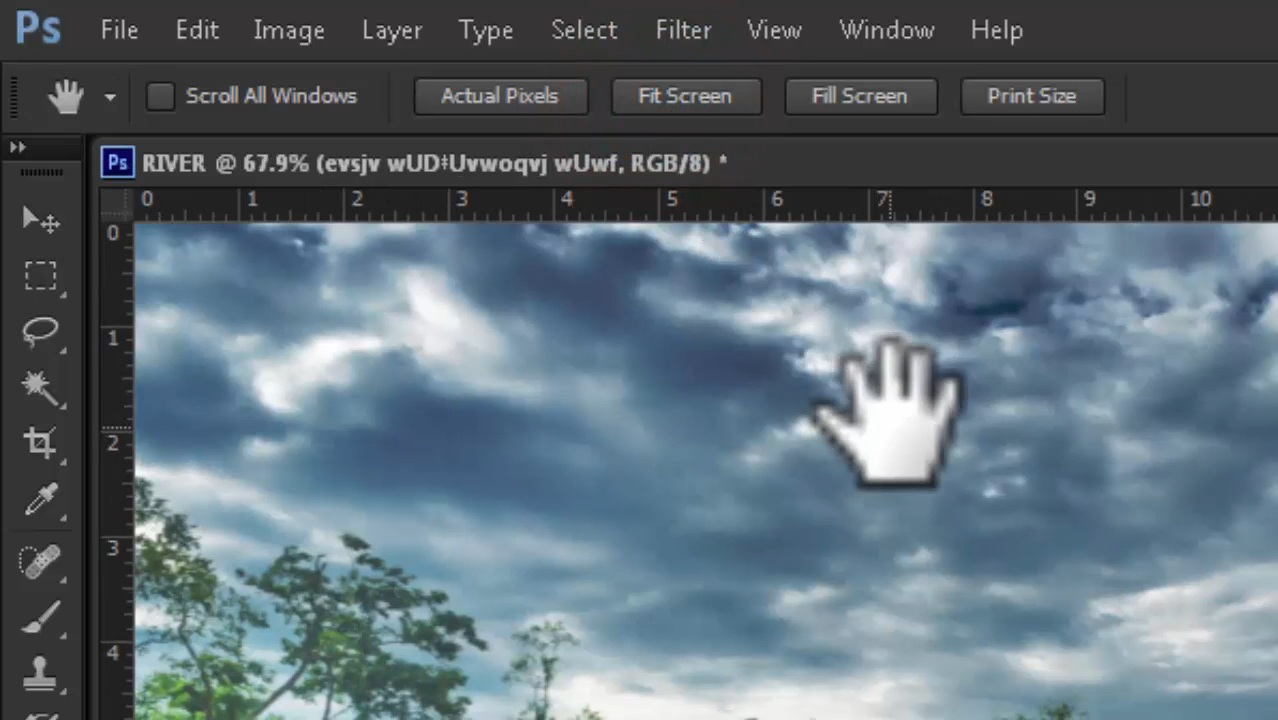 Ps File Edit Image Layer Type Select Filter View Window Help
Scroll All Windows Actual Pixels Fit Screen Fill Screen Print Size
Ps RIVER @ 67.9% (evsjv wUD‡Uvwoqvj wUwf, RGB/8) *
0 1 2 3 4 5 6 7 8 9 10
0
1
2
3
4